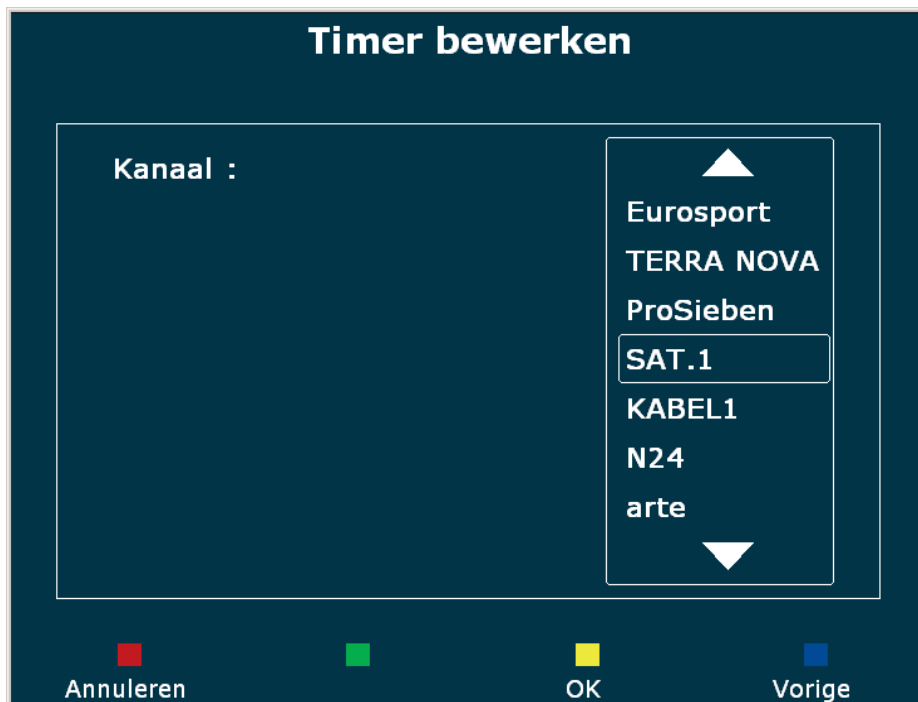 Timer bewerken
Kanaal :
Eurosport
TERRA NOVA
ProSieben
SAT.1
KABEL1
N24
arte
Annuleren
OK
Vorige